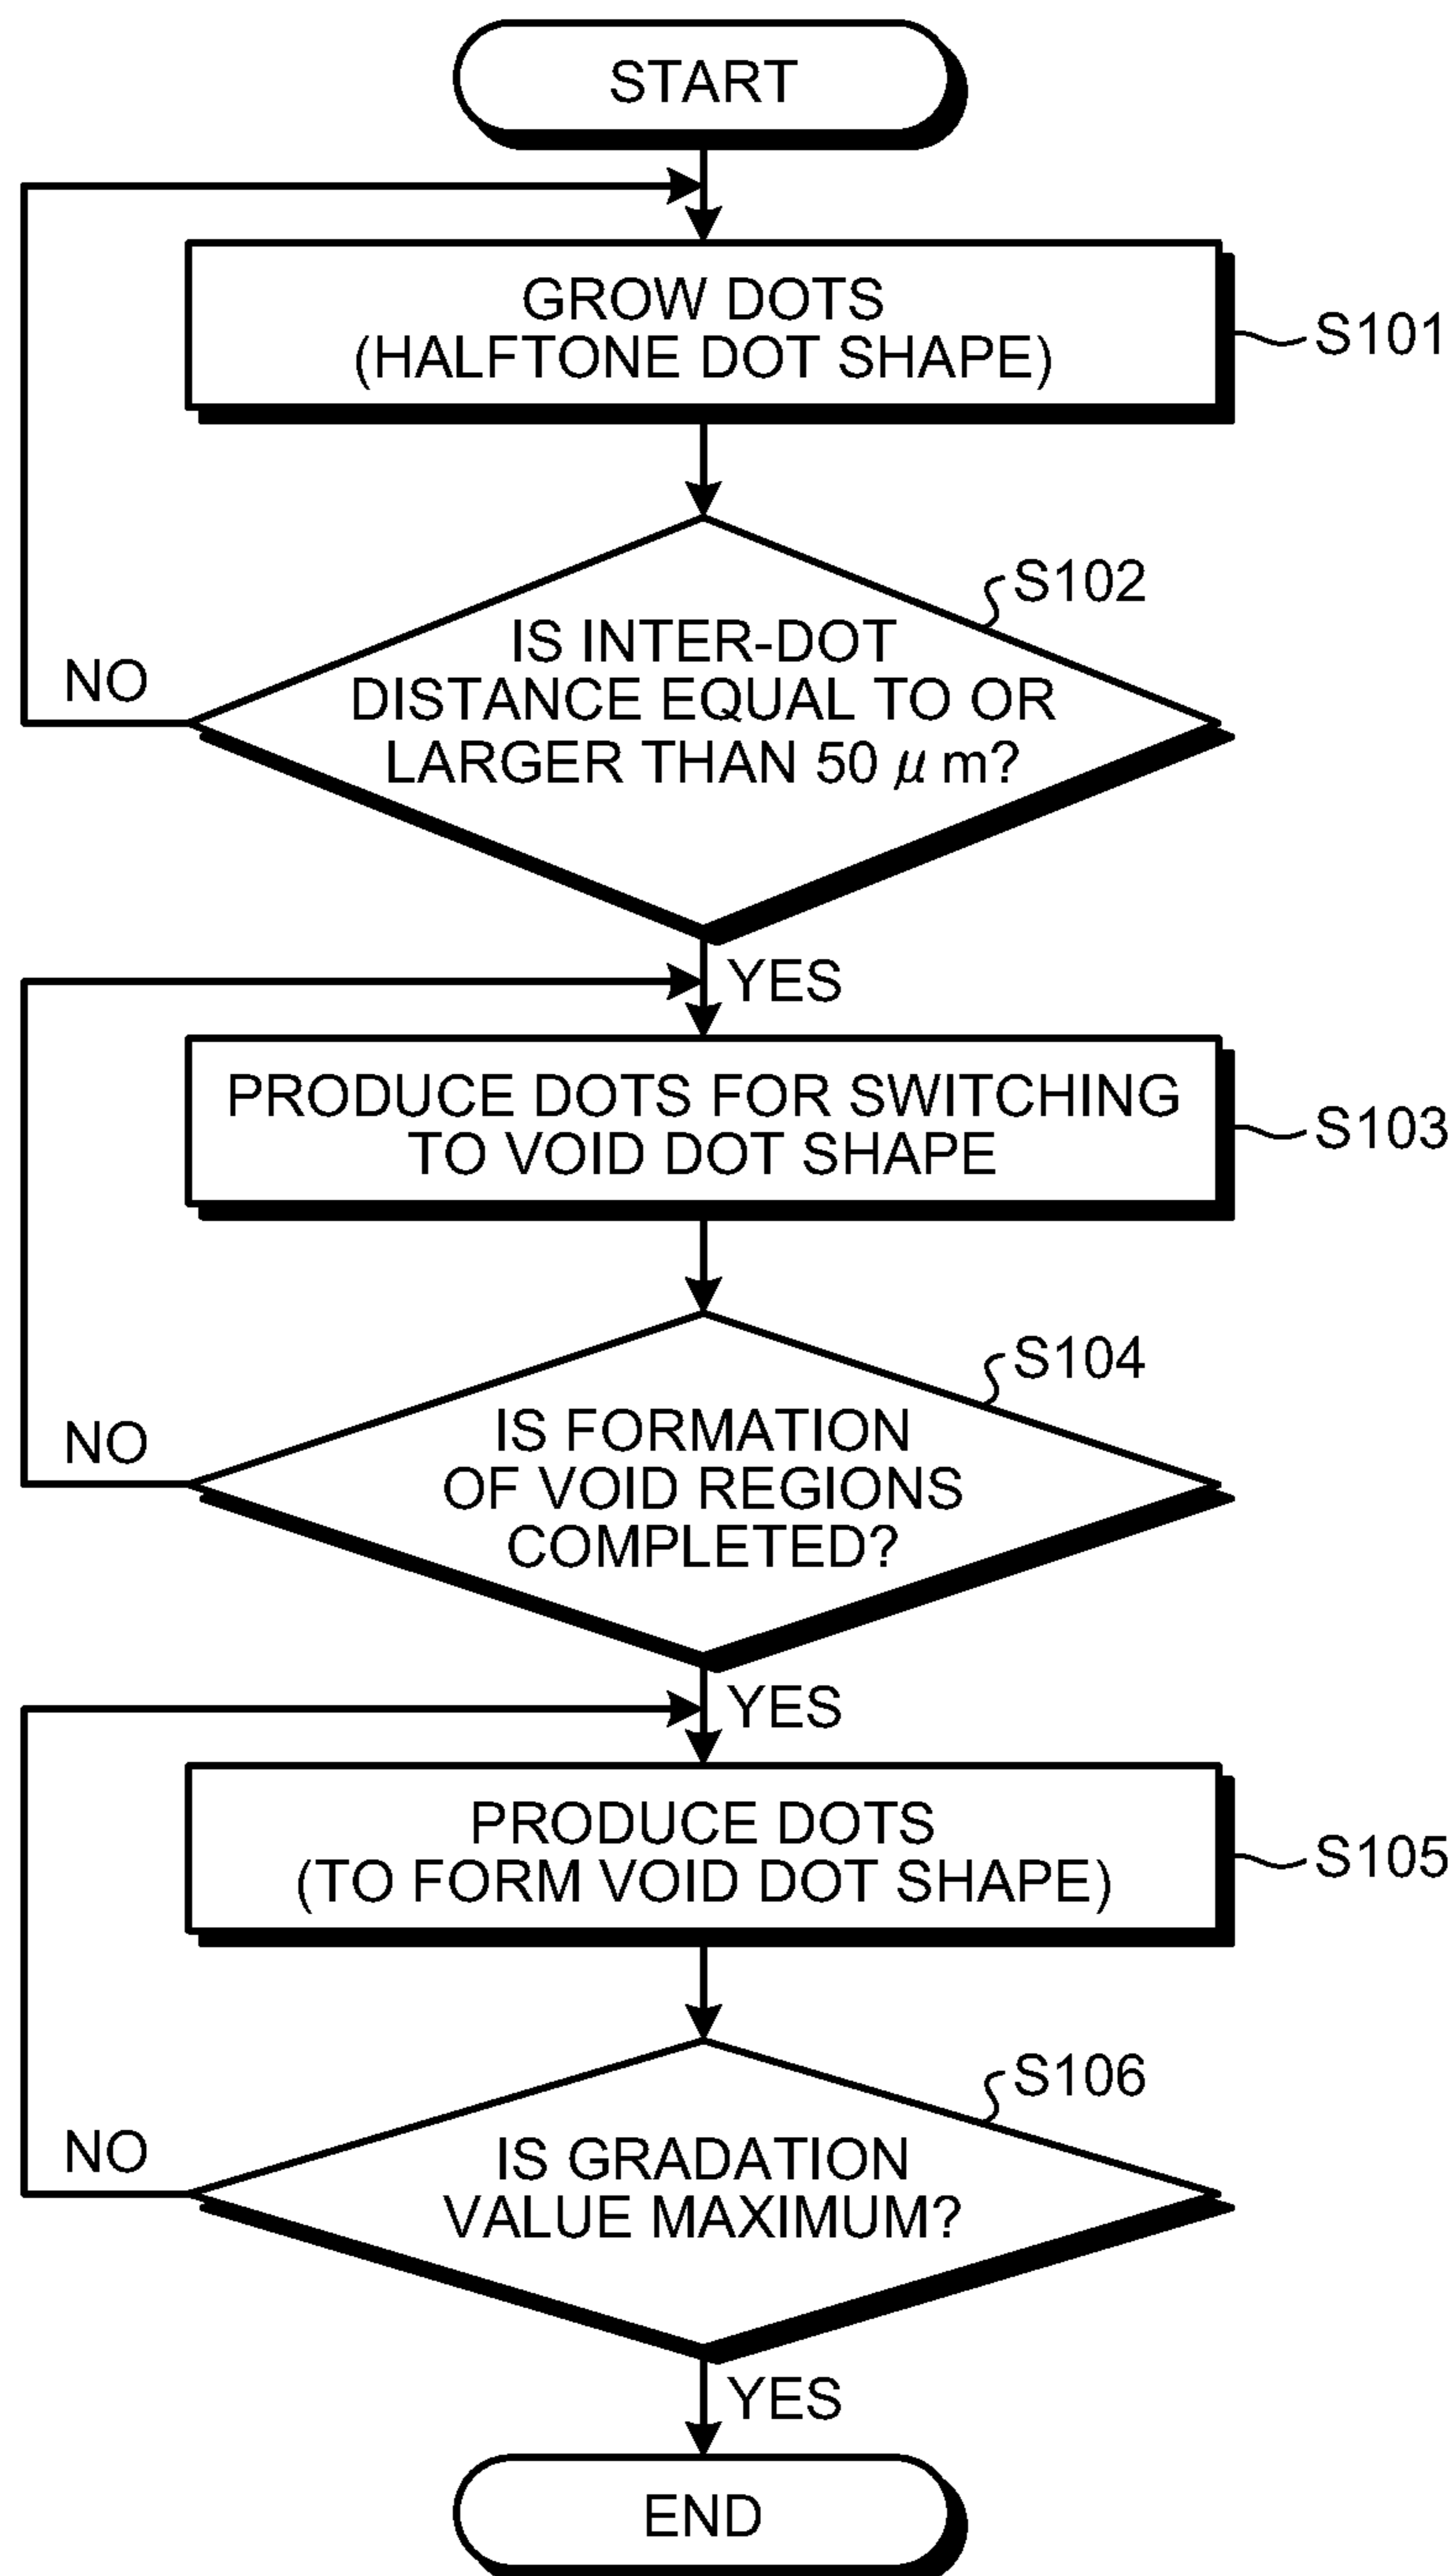 START
GROW DOTS
(HALFTONE DOT SHAPE)
S101
S102
IS INTER-DOT
DISTANCE EQUAL TO OR
LARGER THAN 50 μm?
NO
YES
PRODUCE DOTS FOR SWITCHING
TO VOID DOT SHAPE
S103
S104
IS FORMATION
OF VOID REGIONS
COMPLETED?
NO
YES
PRODUCE DOTS
(TO FORM VOID DOT SHAPE)
S105
S106
IS GRADATION
VALUE MAXIMUM?
NO
YES
END